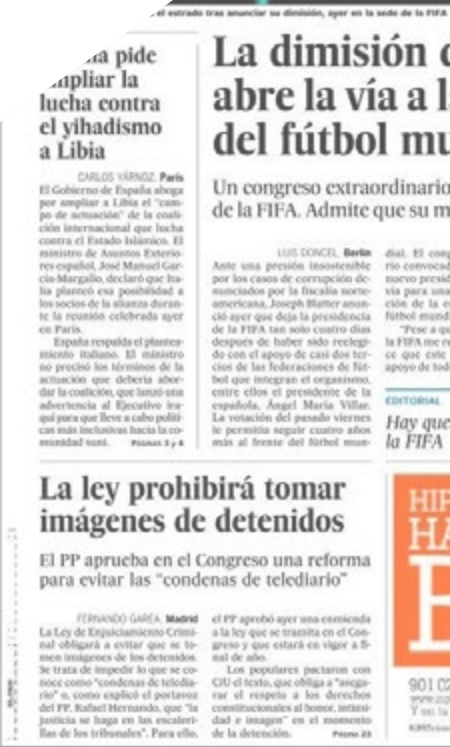 el estrado tras anunciar su dimisión, ayer en la sede de la FIFA
pide
ampliar la
lucha contra
el yihadismo
a Libia
CARLOS YÁRNOZ, París
El Gobierno de España aboga
por ampliar a Libia el "cam-
po de actuación" de la coali-
ción internacional que lucha
contra el Estado Islámico. El
ministro de Asuntos Exterio-
res español, José Manuel Gar-
cía-Margallo, declaró que Ita-
lia planteó esa posibilidad a
los socios de la alianza duran-
te la reunión celebrada ayer
en París.
España respalda el plantea-
miento italiano. El ministro
no precisó los términos de la
actuación que debería abor-
dar la coalición, que lanzó una
advertencia al Ejecutivo ira-
quí para que lleve a cabo políti-
cas más inclusivas hacia la co-
munidad suní. PÁGINAS 3 y 4
La dimisión d
abre la vía a l
del fútbol mu
Un congreso extraordinario
de la FIFA. Admite que su m
LUIS DONCEL, Berlín
Ante una presión insostenible
por los casos de corrupción de-
nunciados por la fiscalía norte-
americana, Joseph Blatter anun-
ció ayer que deja la presidencia
de la FIFA tan solo cuatro días
después de haber sido reelegi-
do con el apoyo de casi dos ter-
cios de las federaciones de fút-
bol que integran el organismo,
entre ellos el presidente de la
española, Ángel María Villar.
La votación del pasado viernes
le permitía seguir cuatro años
más al frente del fútbol mun-
dial. El cong
rio convocad
nuevo presid
vía para una
ción de la e
fútbol mundi
"Pese a qu
la FIFA me re
ce que este
apoyo de tod
EDITORIAL
Hay que
la FIFA
La ley prohibirá tomar
imágenes de detenidos
El PP aprueba en el Congreso una reforma
para evitar las "condenas de telediario"
FERNANDO GAREA, Madrid
La Ley de Enjuiciamiento Crimi-
nal obligará a evitar que se to-
men imágenes de los detenidos.
Se trata de impedir lo que se co-
noce como "condenas de teledia-
rio" o, como explicó el portavoz
del PP, Rafael Hernando, que "la
justicia se haga en las escaleri-
llas de los tribunales". Para ello,
el PP aprobó ayer una enmienda
a la ley que se tramita en el Con-
greso y que estará en vigor a fi-
nal de año.
Los populares pactaron con
CiU el texto, que obliga a "asegu-
rar el respeto a los derechos
constitucionales al honor, intimi-
dad e imagen" en el momento
de la detención. PÁGINA 23
HIP
HA
E
901 02